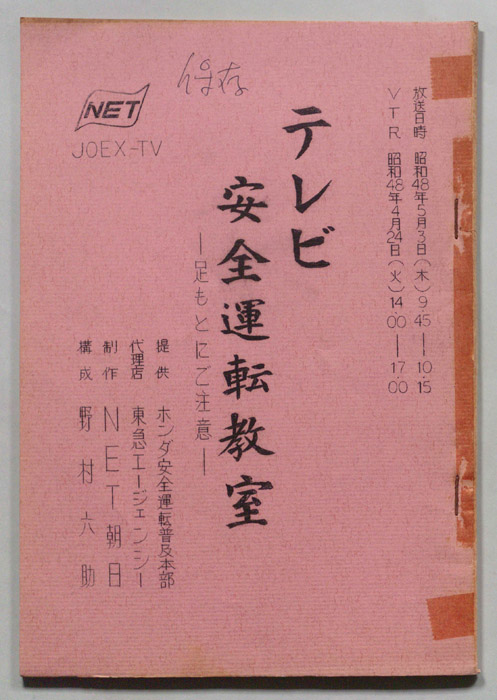 放送日時 昭和48年5月3日(木)9.45―10.15
VTR 昭和48年4月24日(火)14.00―17.00
保存
NET
JOEX-TV
テレビ
安全運転教室
―足もとにご注意―
提供 ホンダ安全運転普及本部
代理店 東急エージェンシー
制作 NET朝日
構成 野村六助